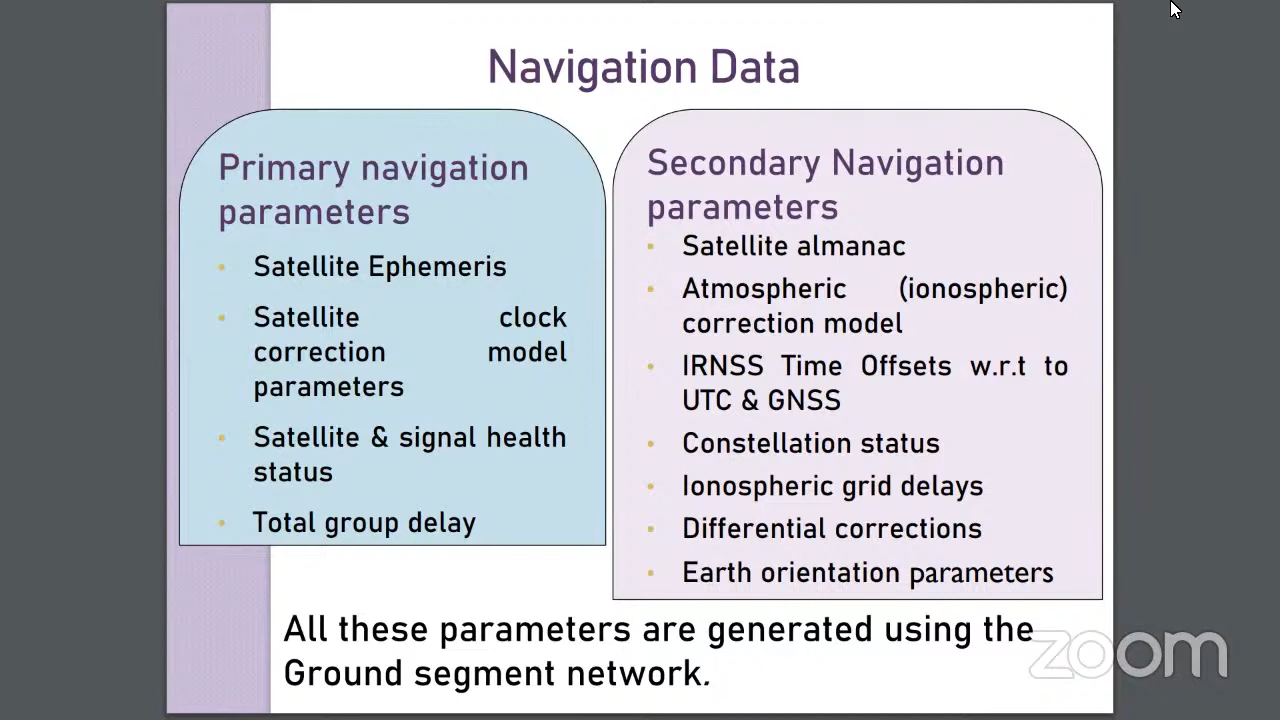 Navigation Data
Primary navigation
parameters
• Satellite Ephemeris
• Satellite clock
correction model
parameters
• Satellite & signal health
status
• Total group delay
Secondary Navigation
parameters
• Satellite almanac
• Atmospheric (ionospheric)
correction model
• IRNSS Time Offsets w.r.t to
UTC & GNSS
• Constellation status
• Ionospheric grid delays
• Differential corrections
• Earth orientation parameters
All these parameters are generated using the
Ground segment network.
zoom